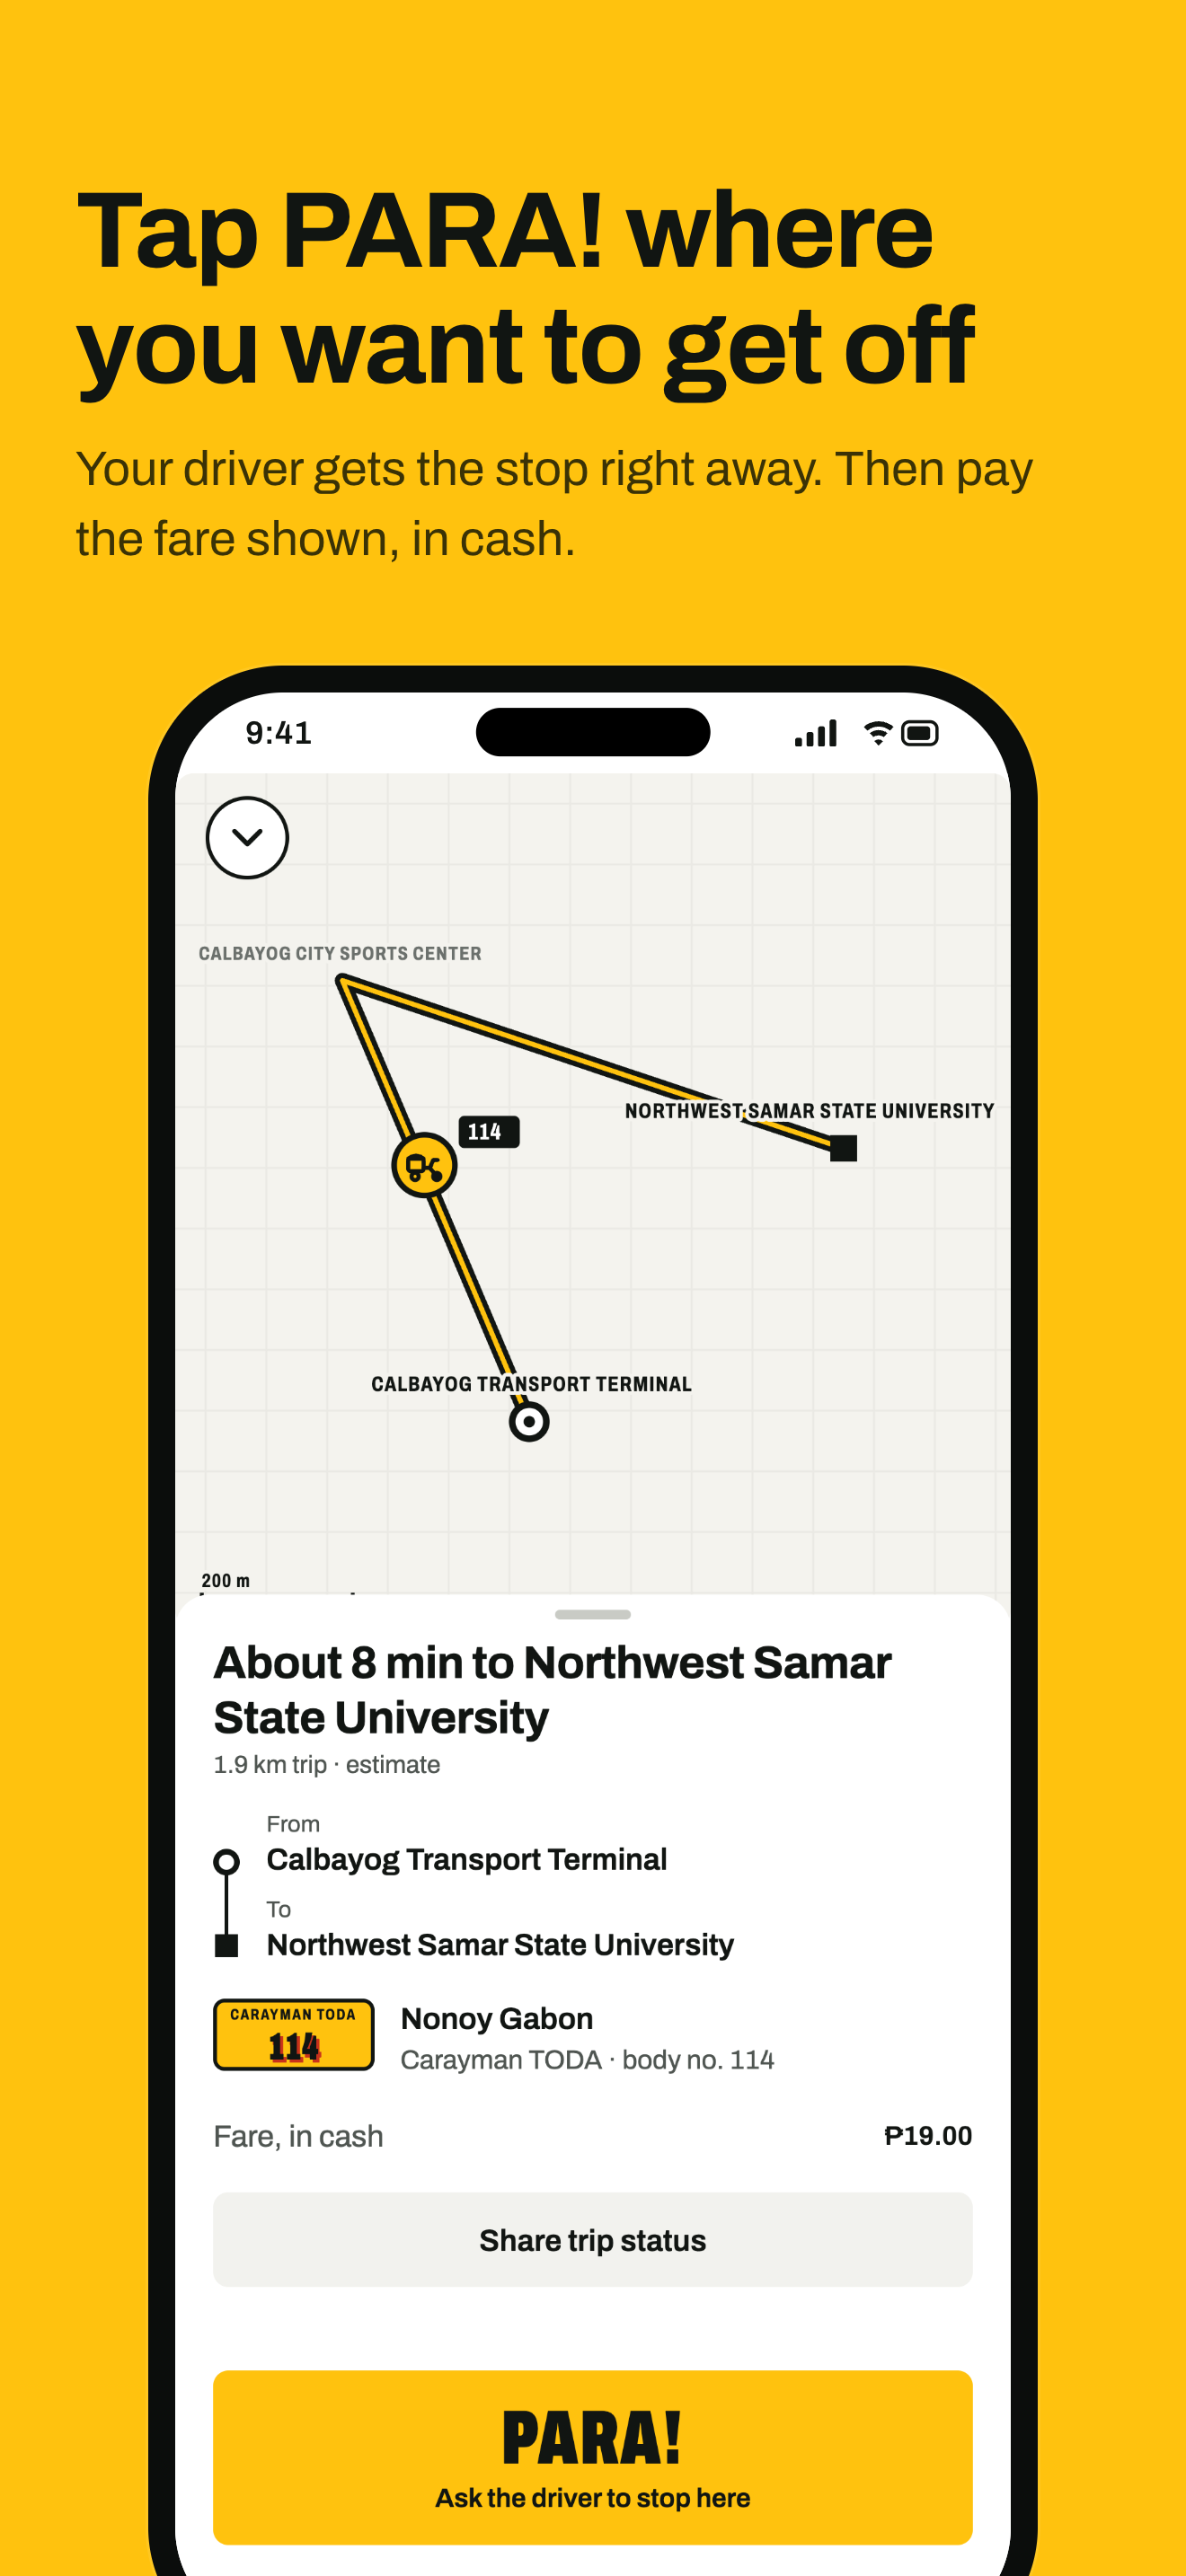 Tap PARA! where
you want to get off
Your driver gets the stop right away. Then pay
the fare shown, in cash.
9:41
CALBAYOG CITY SPORTS CENTER
NORTHWEST SAMAR STATE UNIVERSITY
114
CALBAYOG TRANSPORT TERMINAL
200 m
About 8 min to Northwest Samar
State University
1.9 km trip · estimate
From
Calbayog Transport Terminal
To
Northwest Samar State University
CARAYMAN TODA
114
Nonoy Gabon
Carayman TODA · body no. 114
Fare, in cash
₱19.00
Share trip status
PARA!
Ask the driver to stop here